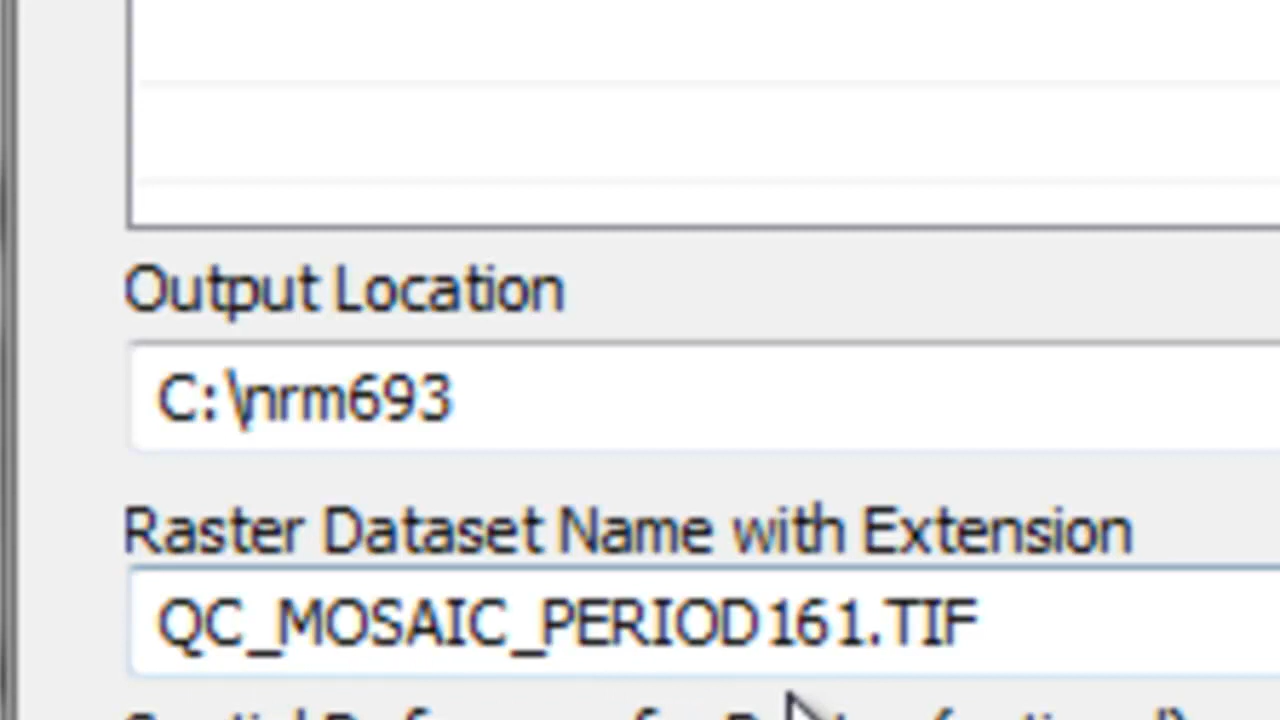 Output Location
C:\nrm693
Raster Dataset Name with Extension
QC_MOSAIC_PERIOD161.TIF